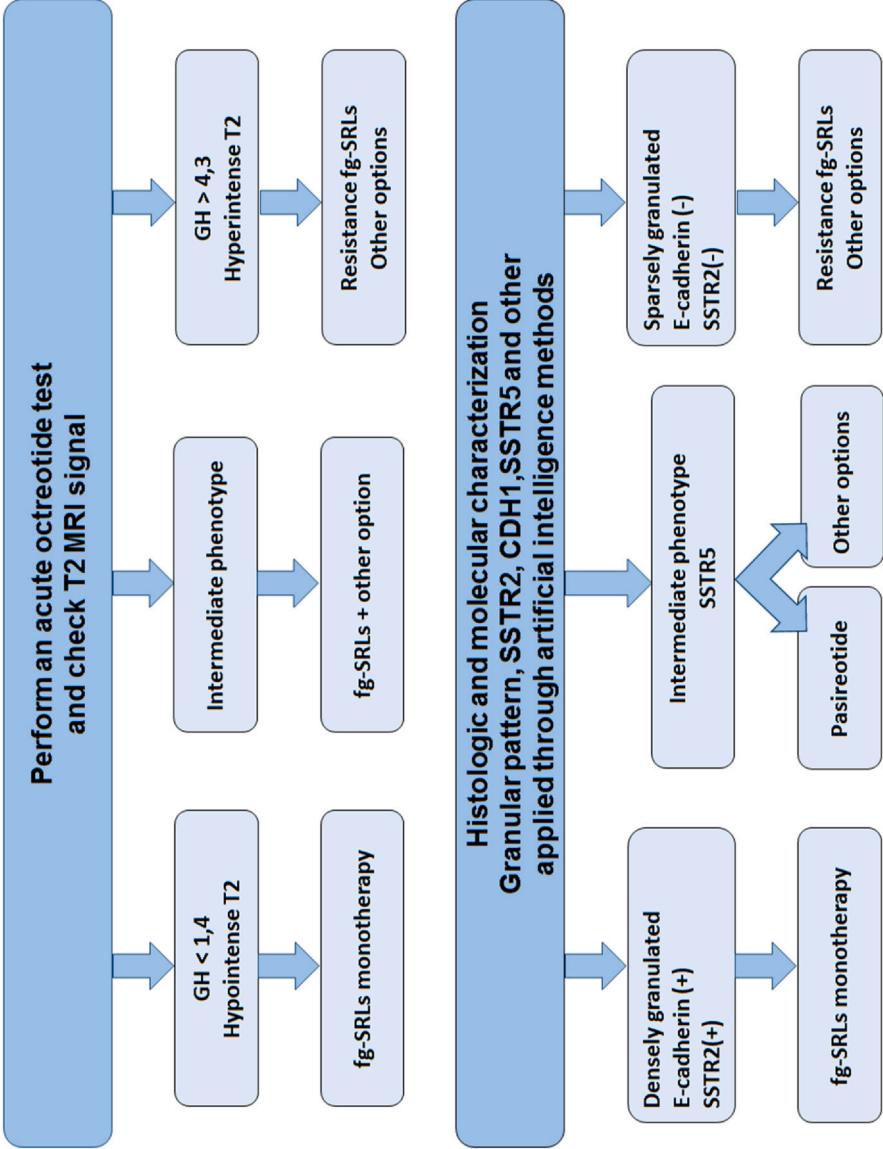 Perform an acute octreotide test
and check T2 MRI signal
GH < 1,4
Hypointense T2
Intermediate phenotype
GH > 4,3
Hyperintense T2
fg-SRLs monotherapy
fg-SRLs + other option
Resistance fg-SRLs
Other options
Histologic and molecular characterization
Granular pattern, SSTR2, CDH1,SSTR5 and other
applied through artificial intelligence methods
Densely granulated
E-cadherin (+)
SSTR2(+)
Intermediate phenotype
SSTR5
Sparsely granulated
E-cadherin (-)
SSTR2(-)
fg-SRLs monotherapy
Pasireotide
Other options
Resistance fg-SRLs
Other options